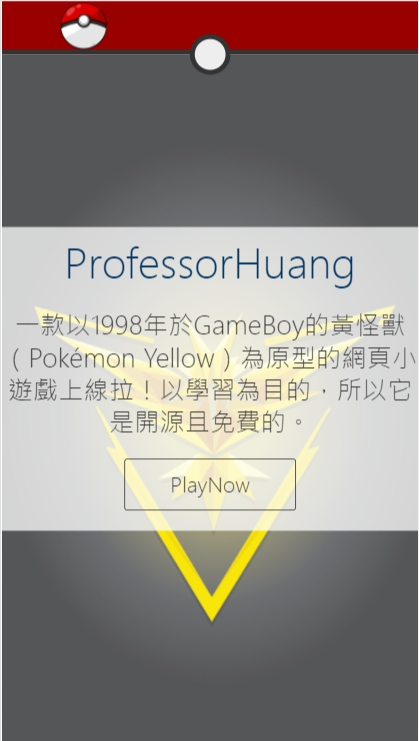 ProfessorHuang
一款以1998年於GameBoy的黃怪獸
（Pokémon Yellow）為原型的網頁小
遊戲上線拉！以學習為目的，所以它
是開源且免費的。
PlayNow